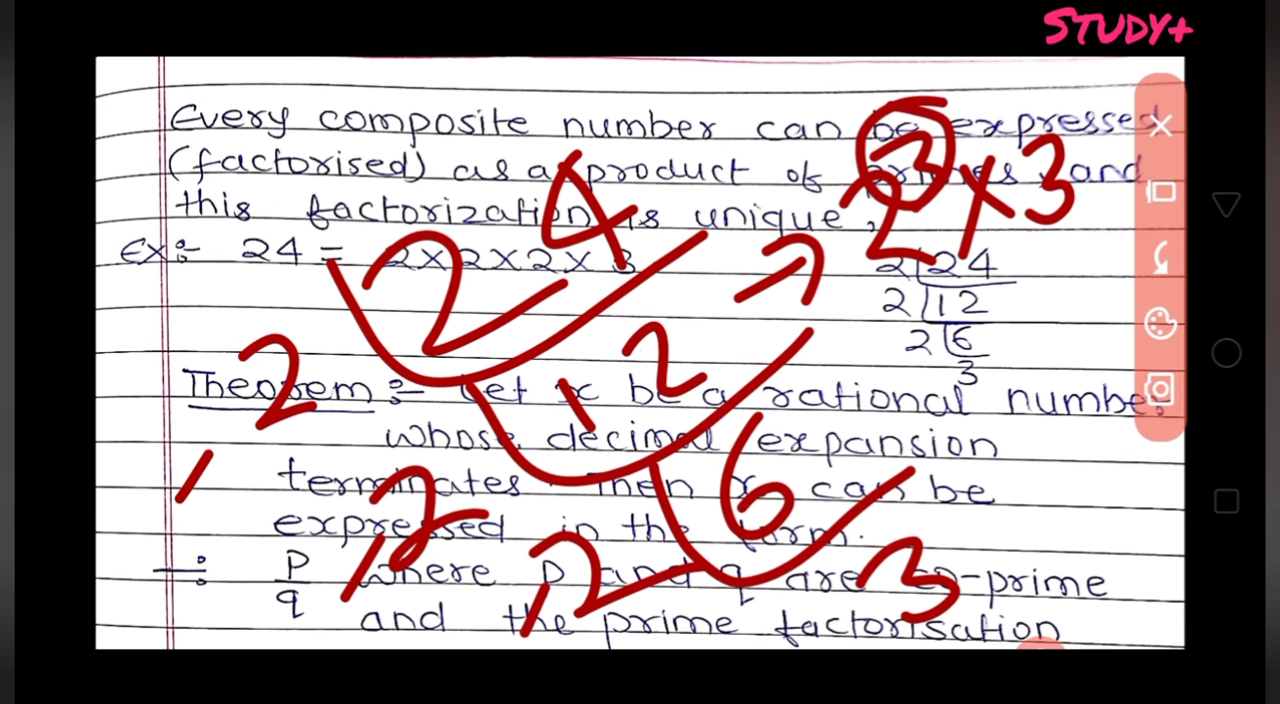 STUDY+
Every composite number can be expressed
(factorised) as a product of primes, and
this factorization is unique,
Ex:- 24 = 2×2×2×3
2 24
2 12
2 6
3
Theorem :- Let x be a rational number
whose decimal expansion
terminates Then x can be
expressed in the form.
÷ p/q where p and q are co-prime
and the prime factorisation
24
2 12
2 6
2 3
2³ × 3